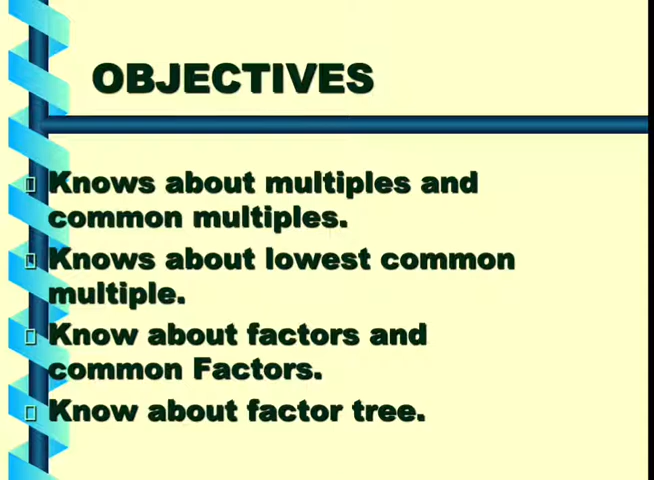 OBJECTIVES
Knows about multiples and
common multiples.
Knows about lowest common
multiple.
Know about factors and
common Factors.
Know about factor tree.